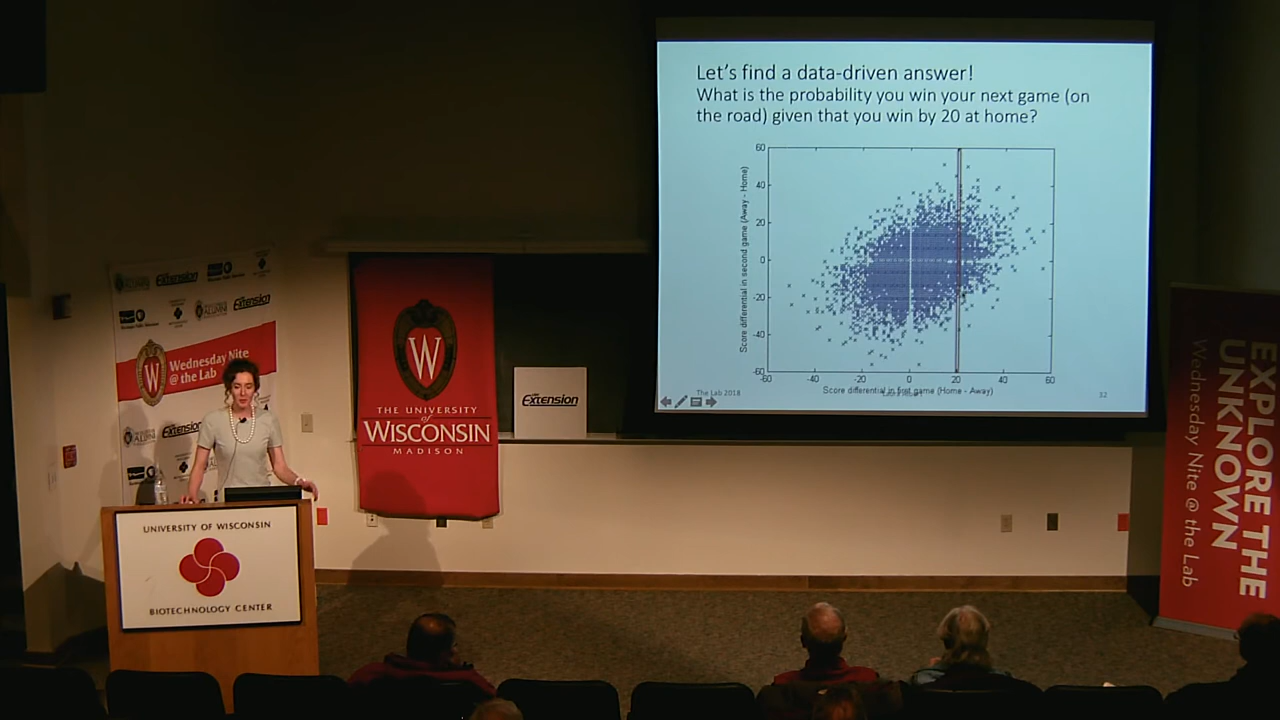 Let's find a data-driven answer!
What is the probability you win your next game (on
the road) given that you win by 20 at home?
Score differential in second game (Away - Home)
60
40
20
0
-20
-40
-60
-60
-40
-20
0
20
40
60
Score differential in first game (Home - Away)
The Lab 2018
32
Extension
Extension
Wednesday Nite
@ the Lab
Extension
W
THE UNIVERSITY
of
WISCONSIN
MADISON
Extension
UNIVERSITY OF WISCONSIN
BIOTECHNOLOGY CENTER
EXPLORE THE
UNKNOWN
Wednesday Nite @ the Lab